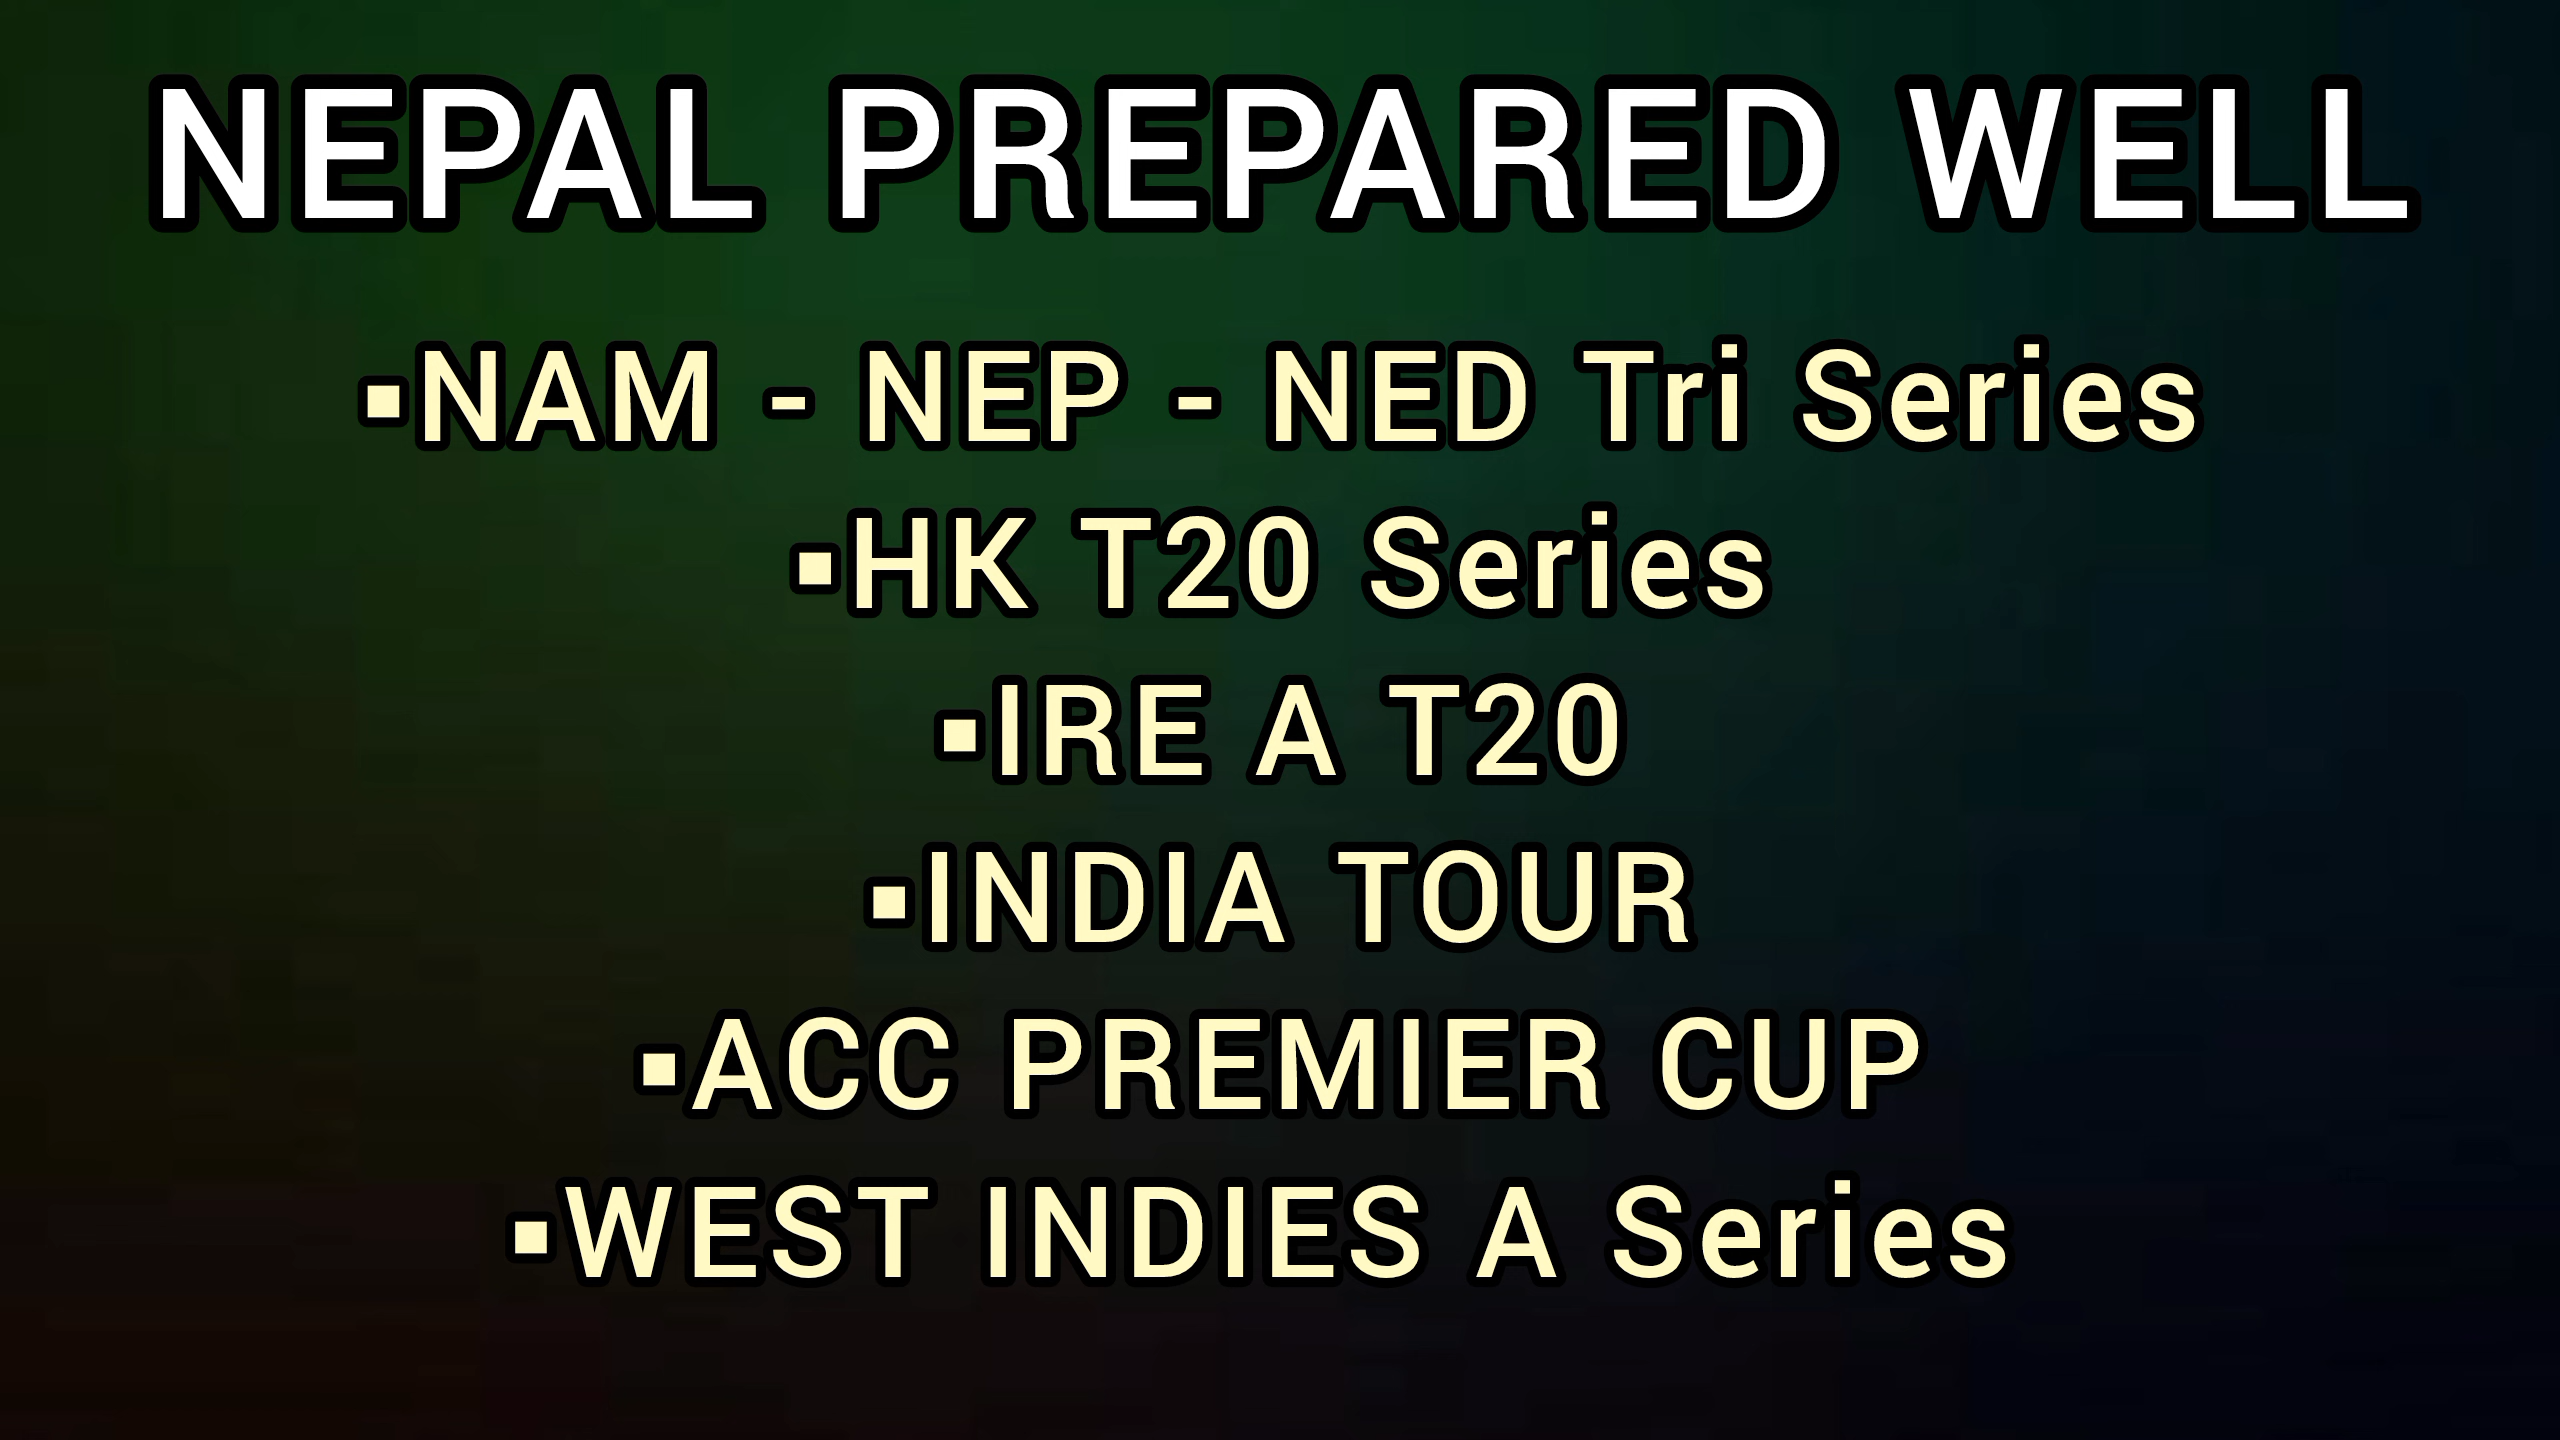 NEPAL PREPARED WELL
▪NAM - NEP - NED Tri Series
▪HK T20 Series
▪IRE A T20
▪INDIA TOUR
▪ACC PREMIER CUP
▪WEST INDIES A Series